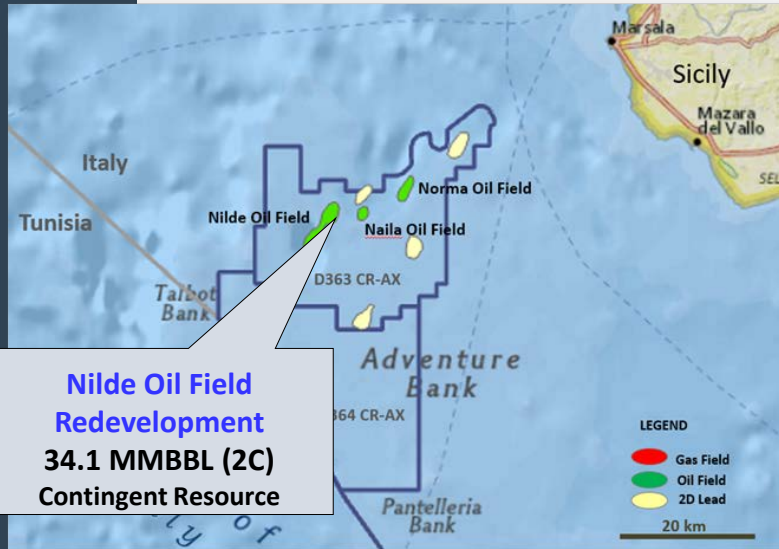 Marsala
Sicily
Mazara
del Vallo
SEL
Italy
Tunisia
Norma Oil Field
Nilde Oil Field
Naila Oil Field
D363 CR-AX
Talbot
Bank
Adventure
Bank
364 CR-AX
Nilde Oil Field
Redevelopment
34.1 MMBBL (2C)
Contingent Resource
LEGEND
Gas Field
Oil Field
2D Lead
20 km
Pantelleria
Bank
ly of